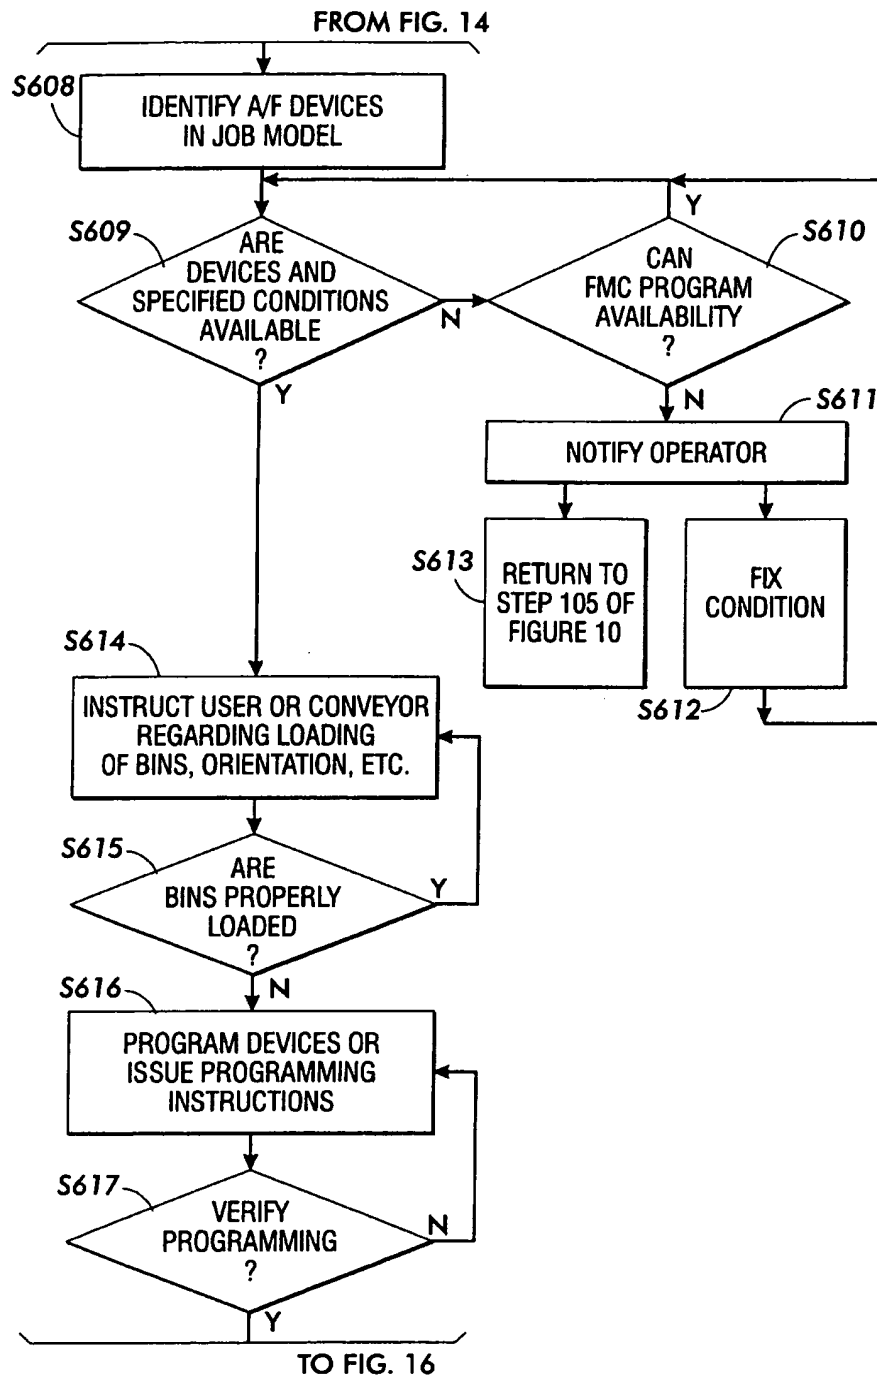 FROM FIG. 14
S608
IDENTIFY A/F DEVICES
IN JOB MODEL
S609
ARE
DEVICES AND
SPECIFIED CONDITIONS
AVAILABLE
?
N
Y
S610
CAN
FMC PROGRAM
AVAILABILITY
?
Y
N
S611
NOTIFY OPERATOR
S613
RETURN TO
STEP 105 OF
FIGURE 10
FIX
CONDITION
S612
S614
INSTRUCT USER OR CONVEYOR
REGARDING LOADING
OF BINS, ORIENTATION, ETC.
S615
ARE
BINS PROPERLY
LOADED
?
Y
N
S616
PROGRAM DEVICES OR
ISSUE PROGRAMMING
INSTRUCTIONS
S617
VERIFY
PROGRAMMING
?
N
Y
TO FIG. 16